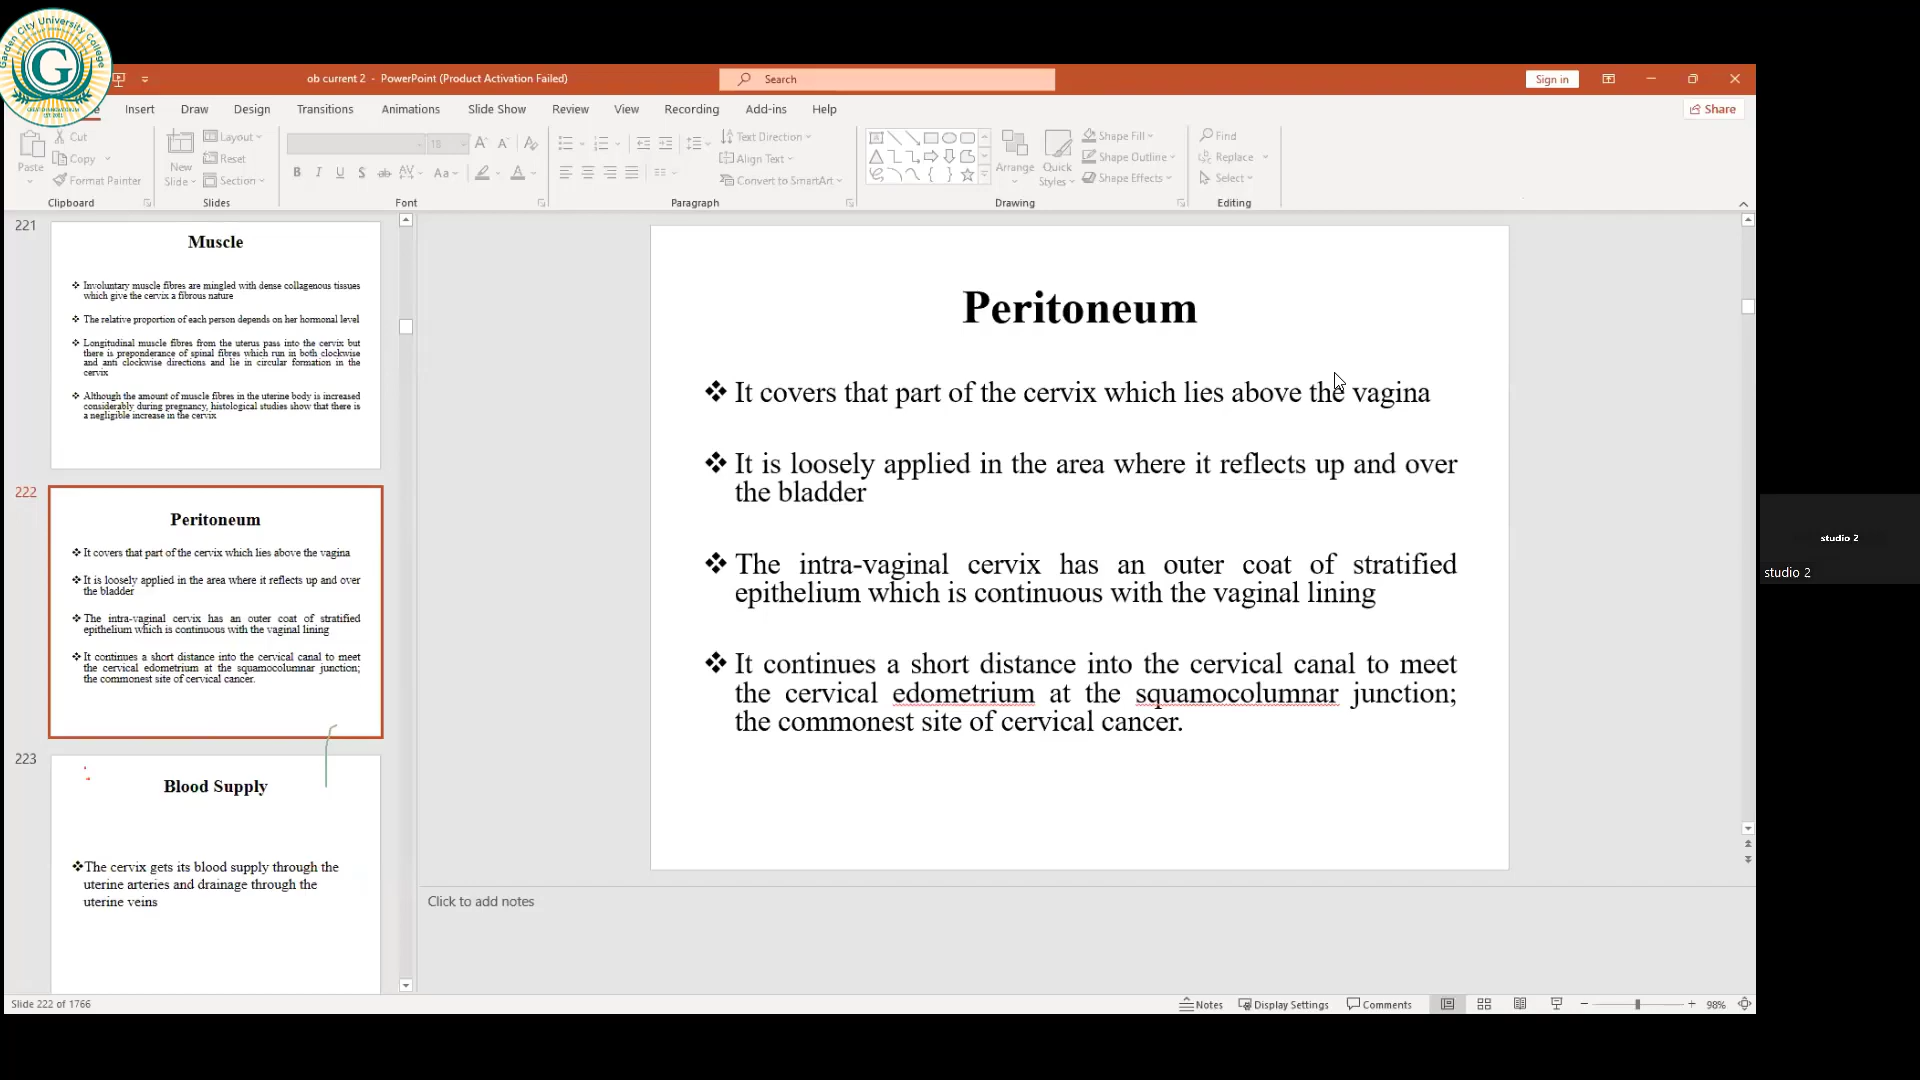 Garden City University College
G
ob current 2 - PowerPoint (Product Activation Failed)
Search
Sign in
Insert Draw Design Transitions Animations Slide Show Review View Recording Add-ins Help
Share
Paste
Cut
Copy
Format Painter
Clipboard
New
Slide
Layout
Reset
Section
Slides
18
B I U S ab AV Aa A
Font
Text Direction
Align Text
Convert to SmartArt
Paragraph
Arrange
Quick
Styles
Shape Fill
Shape Outline
Shape Effects
Drawing
Find
Replace
Select
Editing
221
Muscle
❖ Involuntary muscle fibres are mingled with dense collagenous tissues
which give the cervix a fibrous nature
❖ The relative proportion of each person depends on her hormonal level
❖ Longitudinal muscle fibres from the uterus pass into the cervix but
there is preponderance of spinal fibres which run in both clockwise
and anti clockwise directions and lie in circular formation in the
cervix
❖ Although the amount of muscle fibres in the uterine body is increased
considerably during pregnancy, histological studies show that there is
a negligible increase in the cervix
222
Peritoneum
❖ It covers that part of the cervix which lies above the vagina
❖ It is loosely applied in the area where it reflects up and over
the bladder
❖ The intra-vaginal cervix has an outer coat of stratified
epithelium which is continuous with the vaginal lining
❖ It continues a short distance into the cervical canal to meet
the cervical edometrium at the squamocolumnar junction;
the commonest site of cervical cancer.
223
Blood Supply
❖ The cervix gets its blood supply through the
uterine arteries and drainage through the
uterine veins
Peritoneum
❖ It covers that part of the cervix which lies above the vagina
❖ It is loosely applied in the area where it reflects up and over
the bladder
❖ The intra-vaginal cervix has an outer coat of stratified
epithelium which is continuous with the vaginal lining
❖ It continues a short distance into the cervical canal to meet
the cervical edometrium at the squamocolumnar junction;
the commonest site of cervical cancer.
Click to add notes
studio 2
studio 2
Slide 222 of 1766
Notes Display Settings Comments 98%